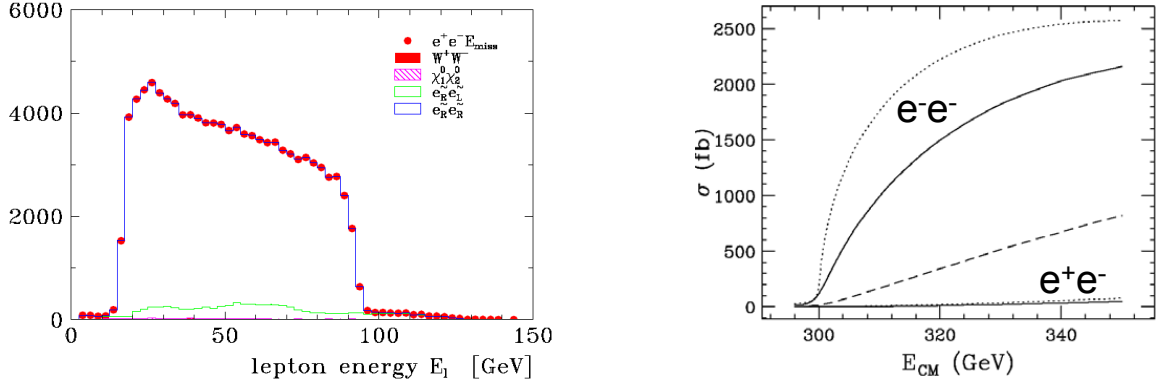 6000
4000
2000
0
0
50
100
150
lepton energy E_l [GeV]
e⁺e⁻E_miss
W⁺W⁻
χ̃₁⁰χ̃₂⁰
ẽ_Rẽ_L
ẽ_Rẽ_R
2500
2000
1500
1000
500
0
σ (fb)
e⁻e⁻
e⁺e⁻
300
320
340
E_CM (GeV)